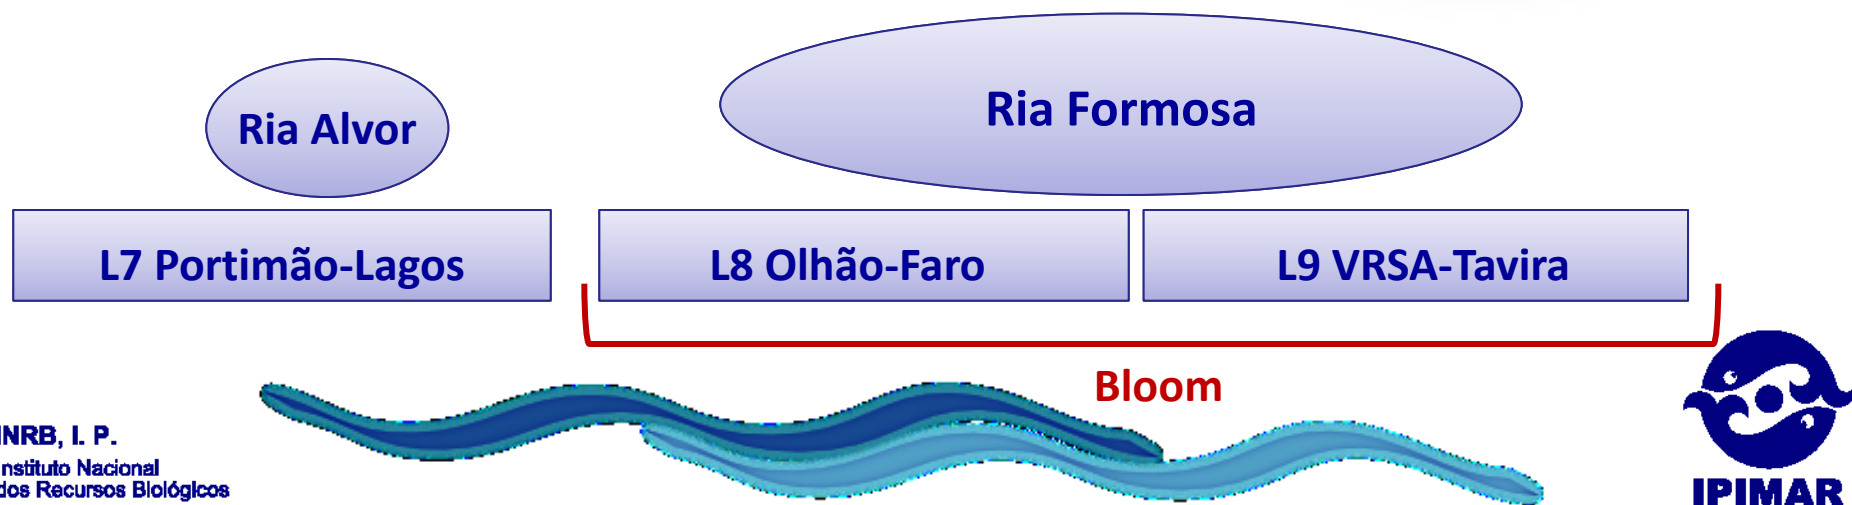 Ria Alvor
Ria Formosa
L7 Portimão-Lagos
L8 Olhão-Faro
L9 VRSA-Tavira
Bloom
INRB, I. P.
Instituto Nacional
dos Recursos Biológicos
IPIMAR